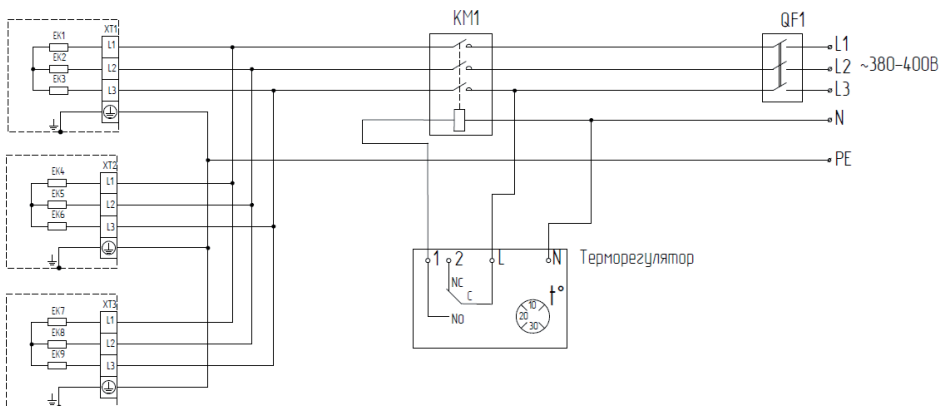 KM1
QF1
XT1
EK1
L1
EK2
L2
EK3
L3
L1
L2 ~380-400В
L3
N
PE
XT2
EK4
L1
EK5
L2
EK6
L3
1 2 L N Терморегулятор
NC
C
NO
t°
10
20
30
XT3
EK7
L1
EK8
L2
EK9
L3